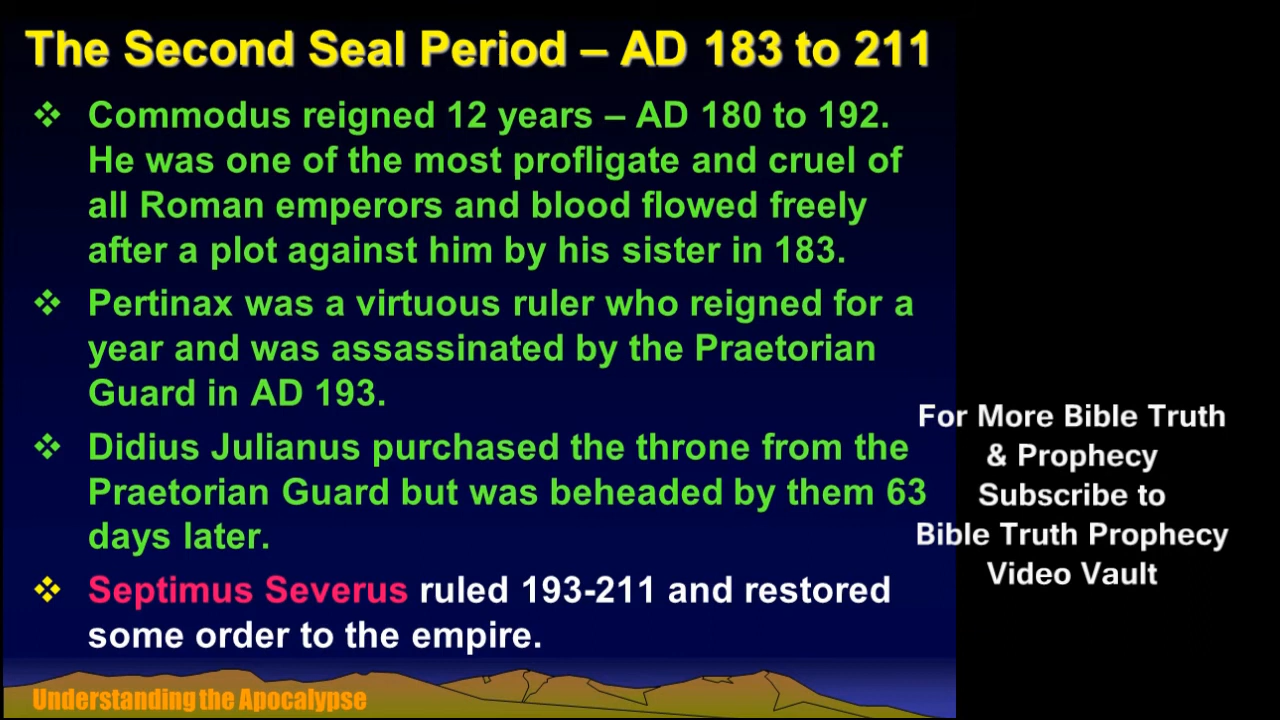 The Second Seal Period – AD 183 to 211
❖ Commodus reigned 12 years – AD 180 to 192.
He was one of the most profligate and cruel of
all Roman emperors and blood flowed freely
after a plot against him by his sister in 183.
❖ Pertinax was a virtuous ruler who reigned for a
year and was assassinated by the Praetorian
Guard in AD 193.
❖ Didius Julianus purchased the throne from the
Praetorian Guard but was beheaded by them 63
days later.
❖ Septimus Severus ruled 193-211 and restored
some order to the empire.
Understanding the Apocalypse
For More Bible Truth
& Prophecy
Subscribe to
Bible Truth Prophecy
Video Vault